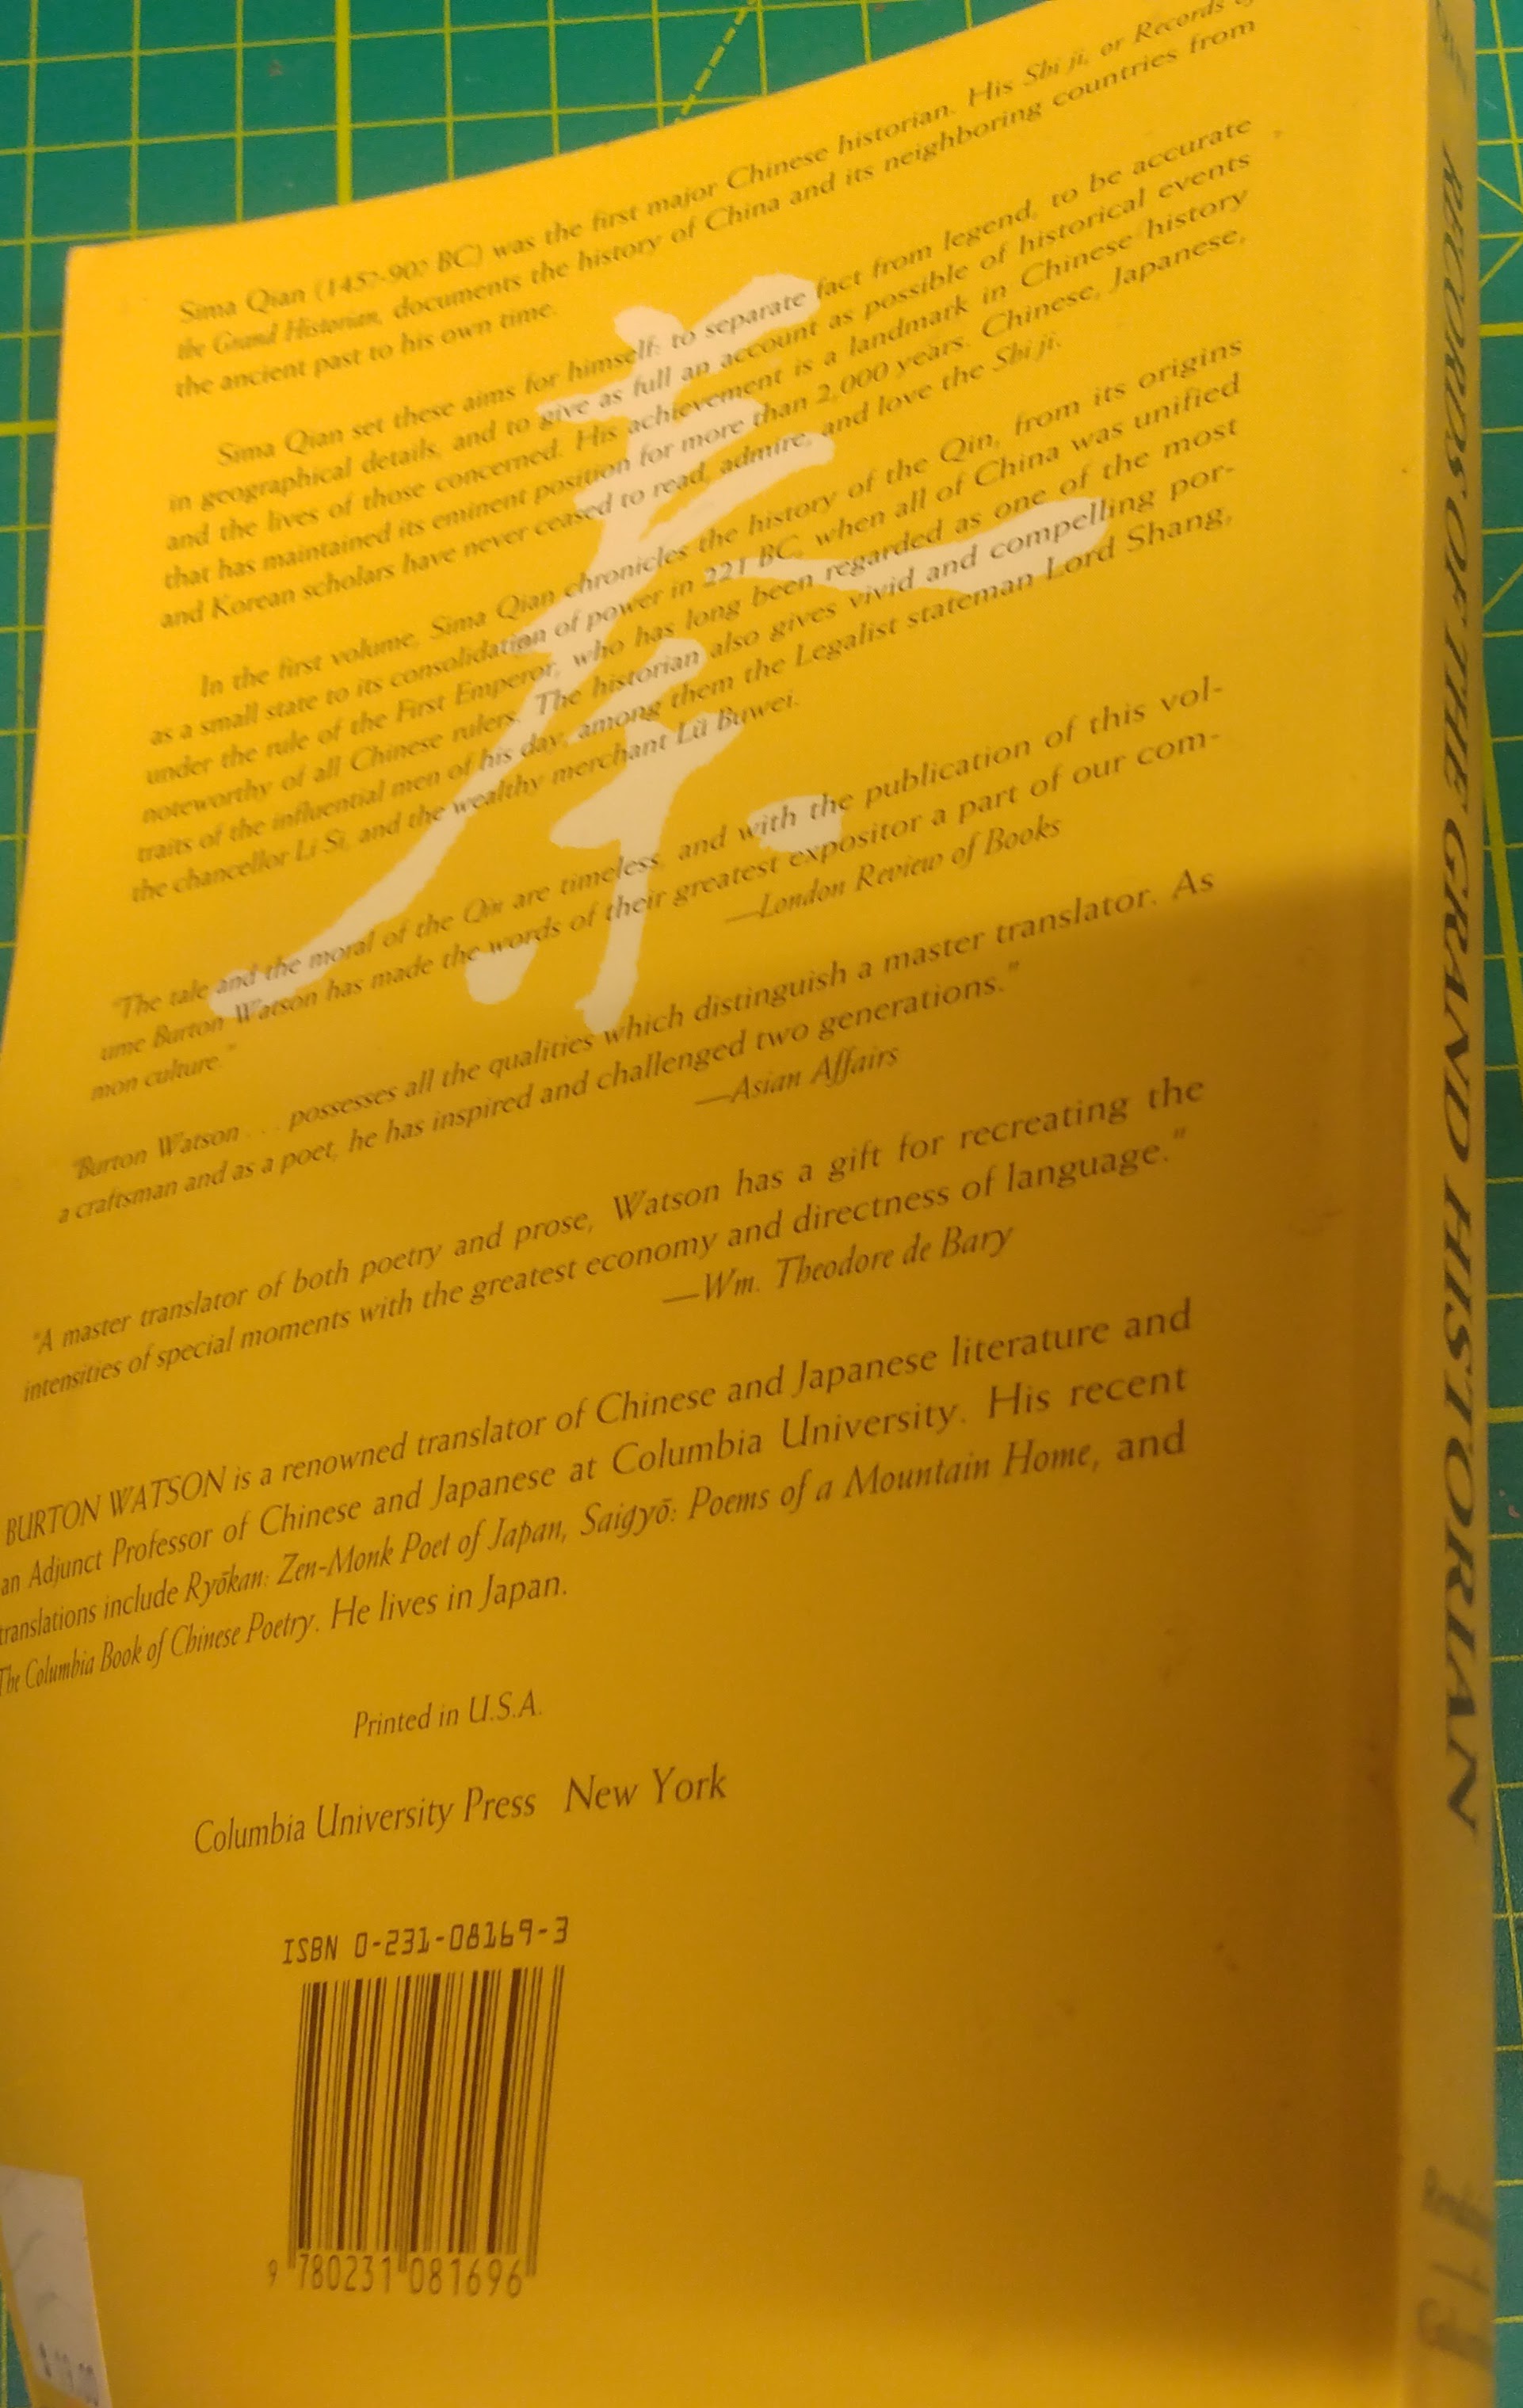 Sima Qian (145?-90? BC) was the first major Chinese historian. His Shi ji, or Records of
the Grand Historian, documents the history of China and its neighboring countries from
the ancient past to his own time.
Sima Qian set these aims for himself: to separate fact from legend, to be accurate
in geographical details, and to give as full an account as possible of historical events
and the lives of those concerned. His achievement is a landmark in Chinese history
that has maintained its eminent position for more than 2,000 years. Chinese, Japanese,
and Korean scholars have never ceased to read, admire, and love the Shi ji.
In the first volume, Sima Qian chronicles the history of the Qin, from its origins
as a small state to its consolidation of power in 221 BC, when all of China was unified
under the rule of the First Emperor, who has long been regarded as one of the most
noteworthy of all Chinese rulers. The historian also gives vivid and compelling por-
traits of the influential men of his day, among them the Legalist stateman Lord Shang,
the chancellor Li Si, and the wealthy merchant Lü Buwei.
"The tale and the moral of the Qin are timeless, and with the publication of this vol-
ume Burton Watson has made the words of their greatest expositor a part of our com-
mon culture."
—London Review of Books
"Burton Watson . . . possesses all the qualities which distinguish a master translator. As
a craftsman and as a poet, he has inspired and challenged two generations."
—Asian Affairs
"A master translator of both poetry and prose, Watson has a gift for recreating the
intensities of special moments with the greatest economy and directness of language."
—Wm. Theodore de Bary
BURTON WATSON is a renowned translator of Chinese and Japanese literature and
an Adjunct Professor of Chinese and Japanese at Columbia University. His recent
translations include Ryōkan: Zen-Monk Poet of Japan, Saigyō: Poems of a Mountain Home, and
The Columbia Book of Chinese Poetry. He lives in Japan.
Printed in U.S.A.
Columbia University Press New York
ISBN 0-231-08169-3
9 780231 081696
秦
RECORDS OF THE GRAND HISTORIAN